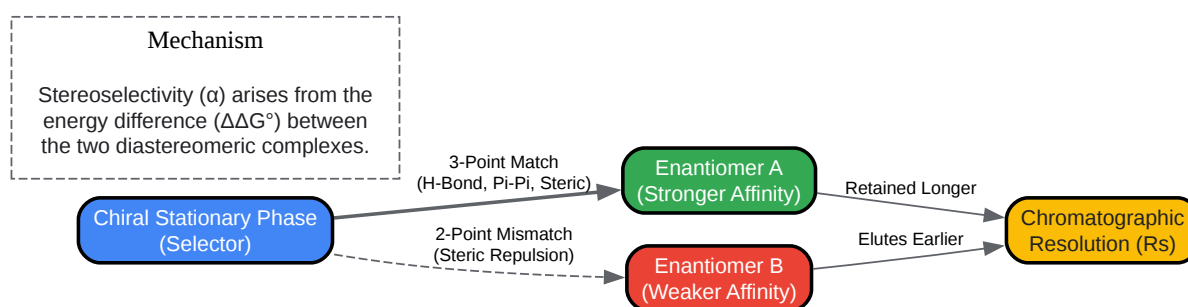 Mechanism
Stereoselectivity (α) arises from the
energy difference (ΔΔG°) between
the two diastereomeric complexes.
Chiral Stationary Phase
(Selector)
3-Point Match
(H-Bond, Pi-Pi, Steric)
2-Point Mismatch
(Steric Repulsion)
Enantiomer A
(Stronger Affinity)
Enantiomer B
(Weaker Affinity)
Retained Longer
Elutes Earlier
Chromatographic
Resolution (Rs)